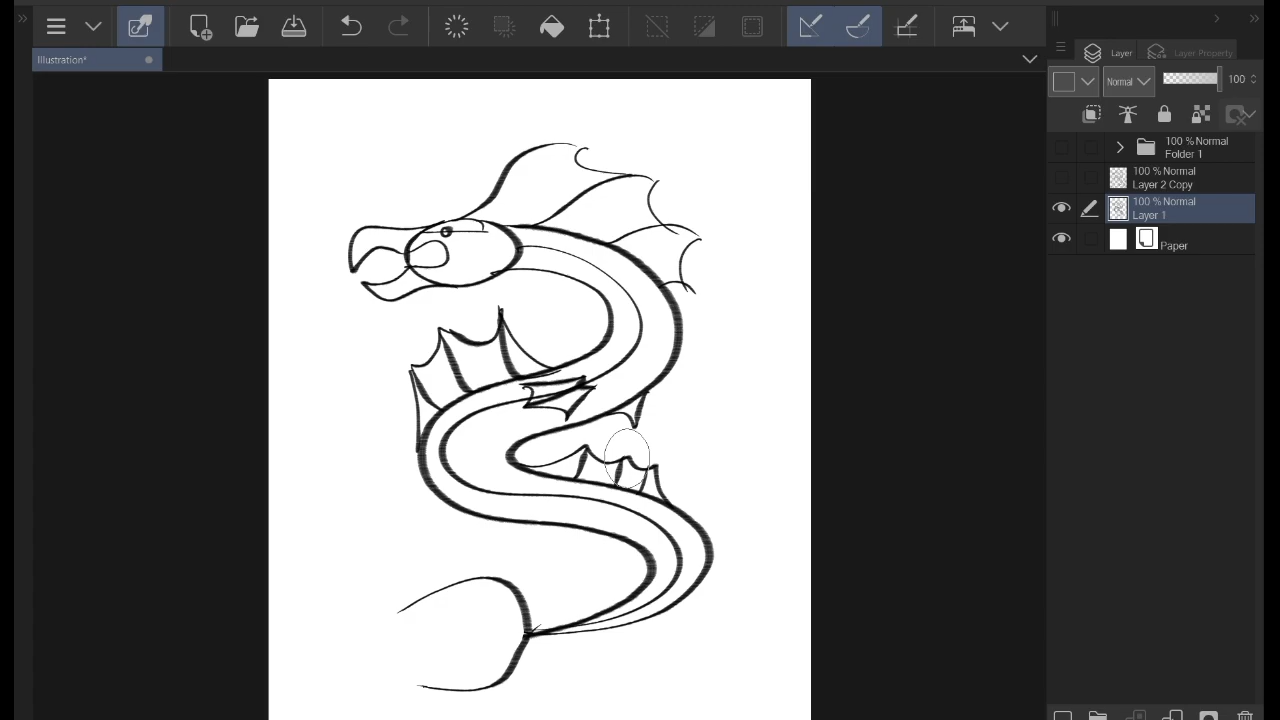 Illustration*
Layer
Layer Property
Normal
100
100 % Normal
Folder 1
100 % Normal
Layer 2 Copy
100 % Normal
Layer 1
Paper